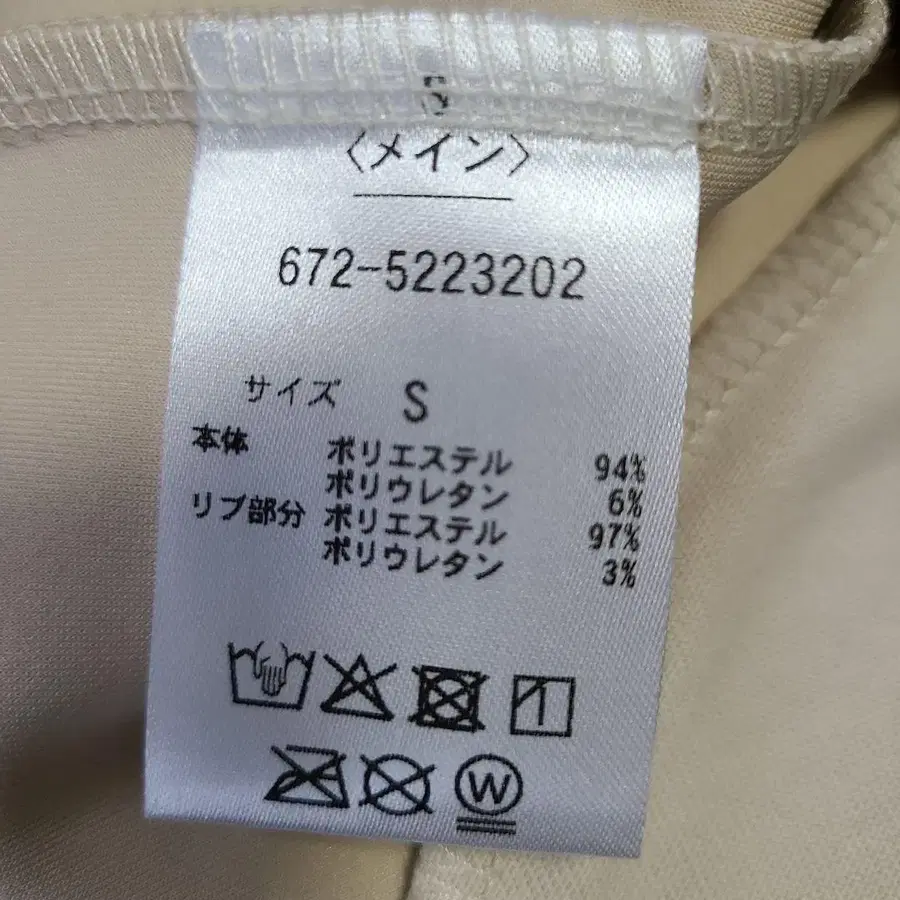 〈メイン〉
672-5223202
サイズ S
本体 ポリエステル 94%
ポリウレタン 6%
リブ部分 ポリエステル 97%
ポリウレタン 3%
W